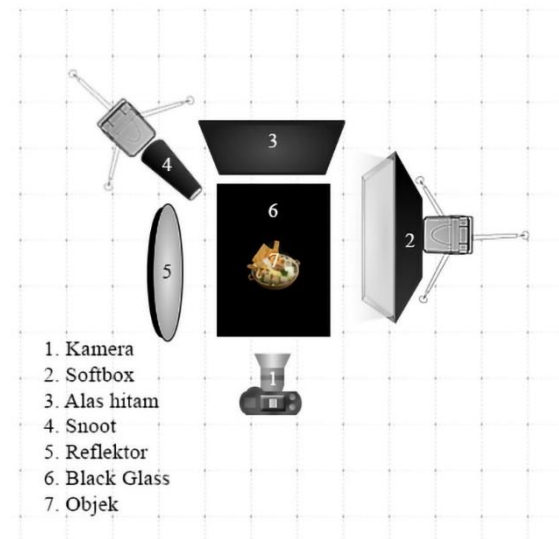 3
4
6
2
7
5
1
1. Kamera
2. Softbox
3. Alas hitam
4. Snoot
5. Reflektor
6. Black Glass
7. Objek